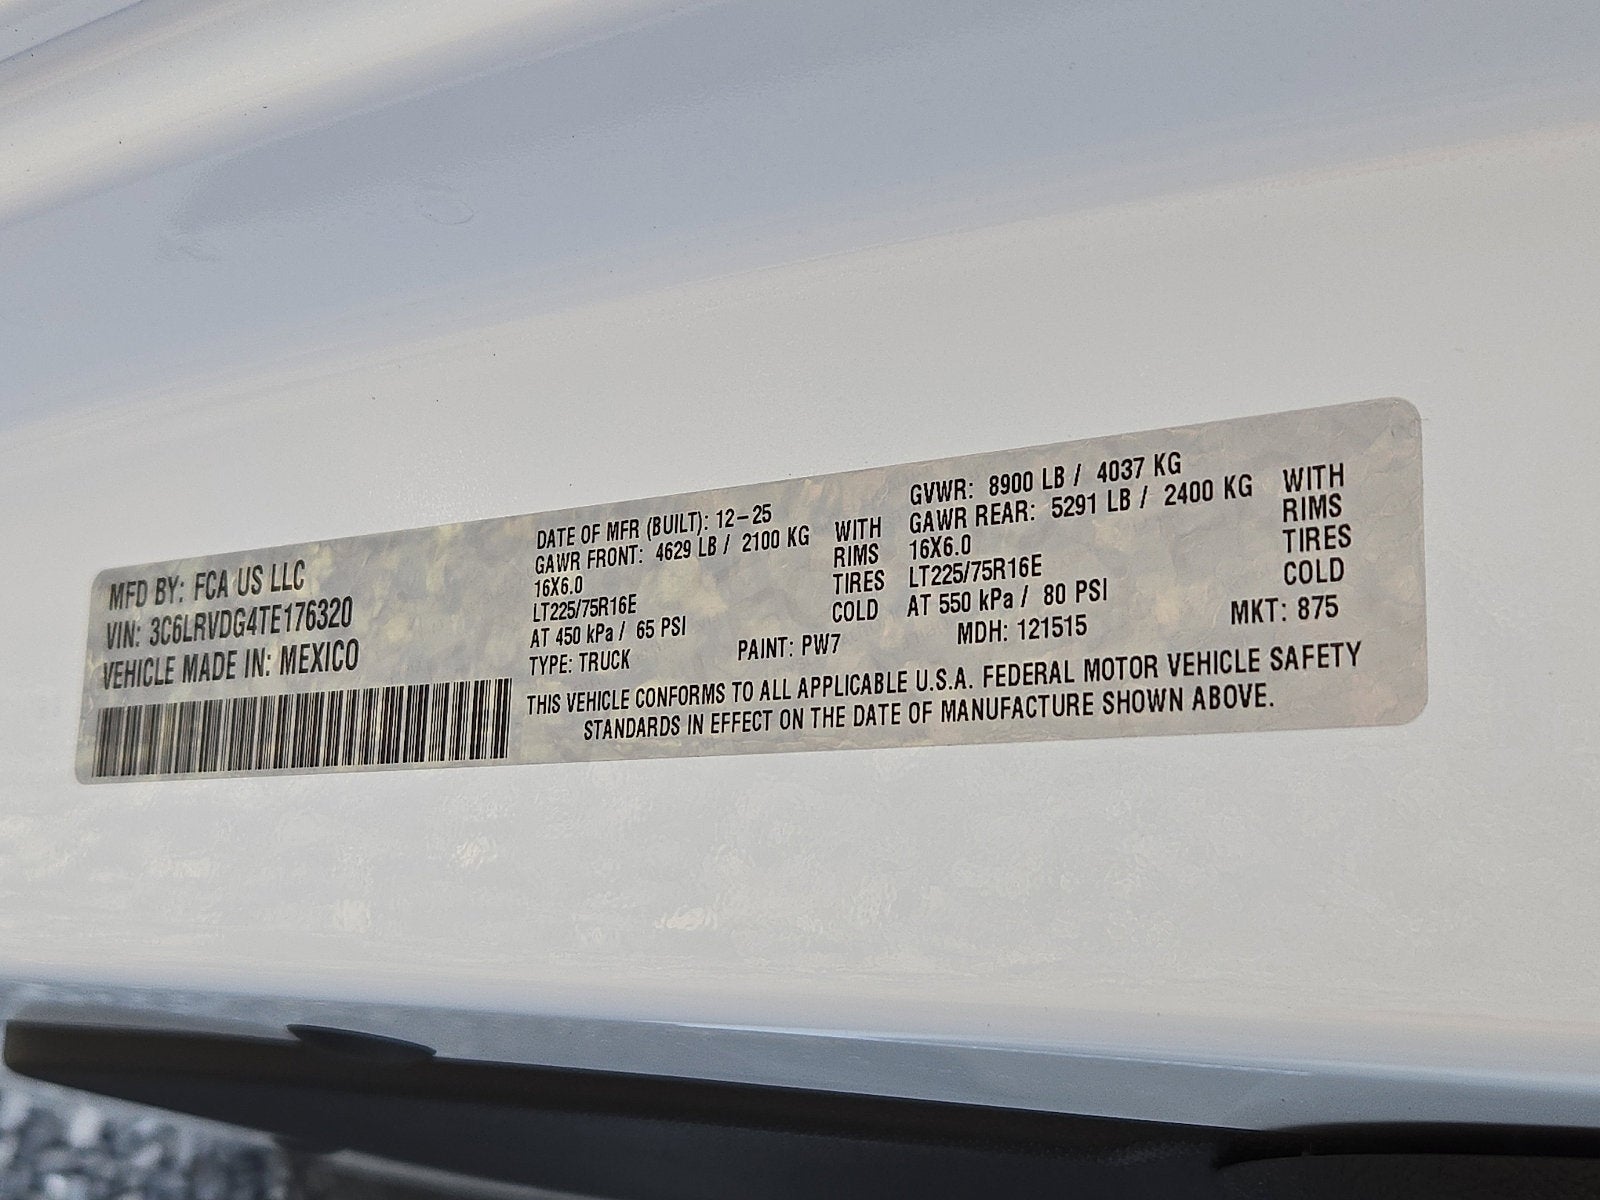 MFD BY: FCA US LLC
VIN: 3C6LRVDG4TE176320
VEHICLE MADE IN: MEXICO
DATE OF MFR (BUILT): 12-25
GAWR FRONT: 4629 LB / 2100 KG WITH
16X6.0 RIMS
LT225/75R16E TIRES
AT 450 kPa / 65 PSI COLD
TYPE: TRUCK PAINT: PW7
GVWR: 8900 LB / 4037 KG
GAWR REAR: 5291 LB / 2400 KG WITH
16X6.0 RIMS
LT225/75R16E TIRES
AT 550 kPa / 80 PSI COLD
MDH: 121515 MKT: 875
THIS VEHICLE CONFORMS TO ALL APPLICABLE U.S.A. FEDERAL MOTOR VEHICLE SAFETY
STANDARDS IN EFFECT ON THE DATE OF MANUFACTURE SHOWN ABOVE.